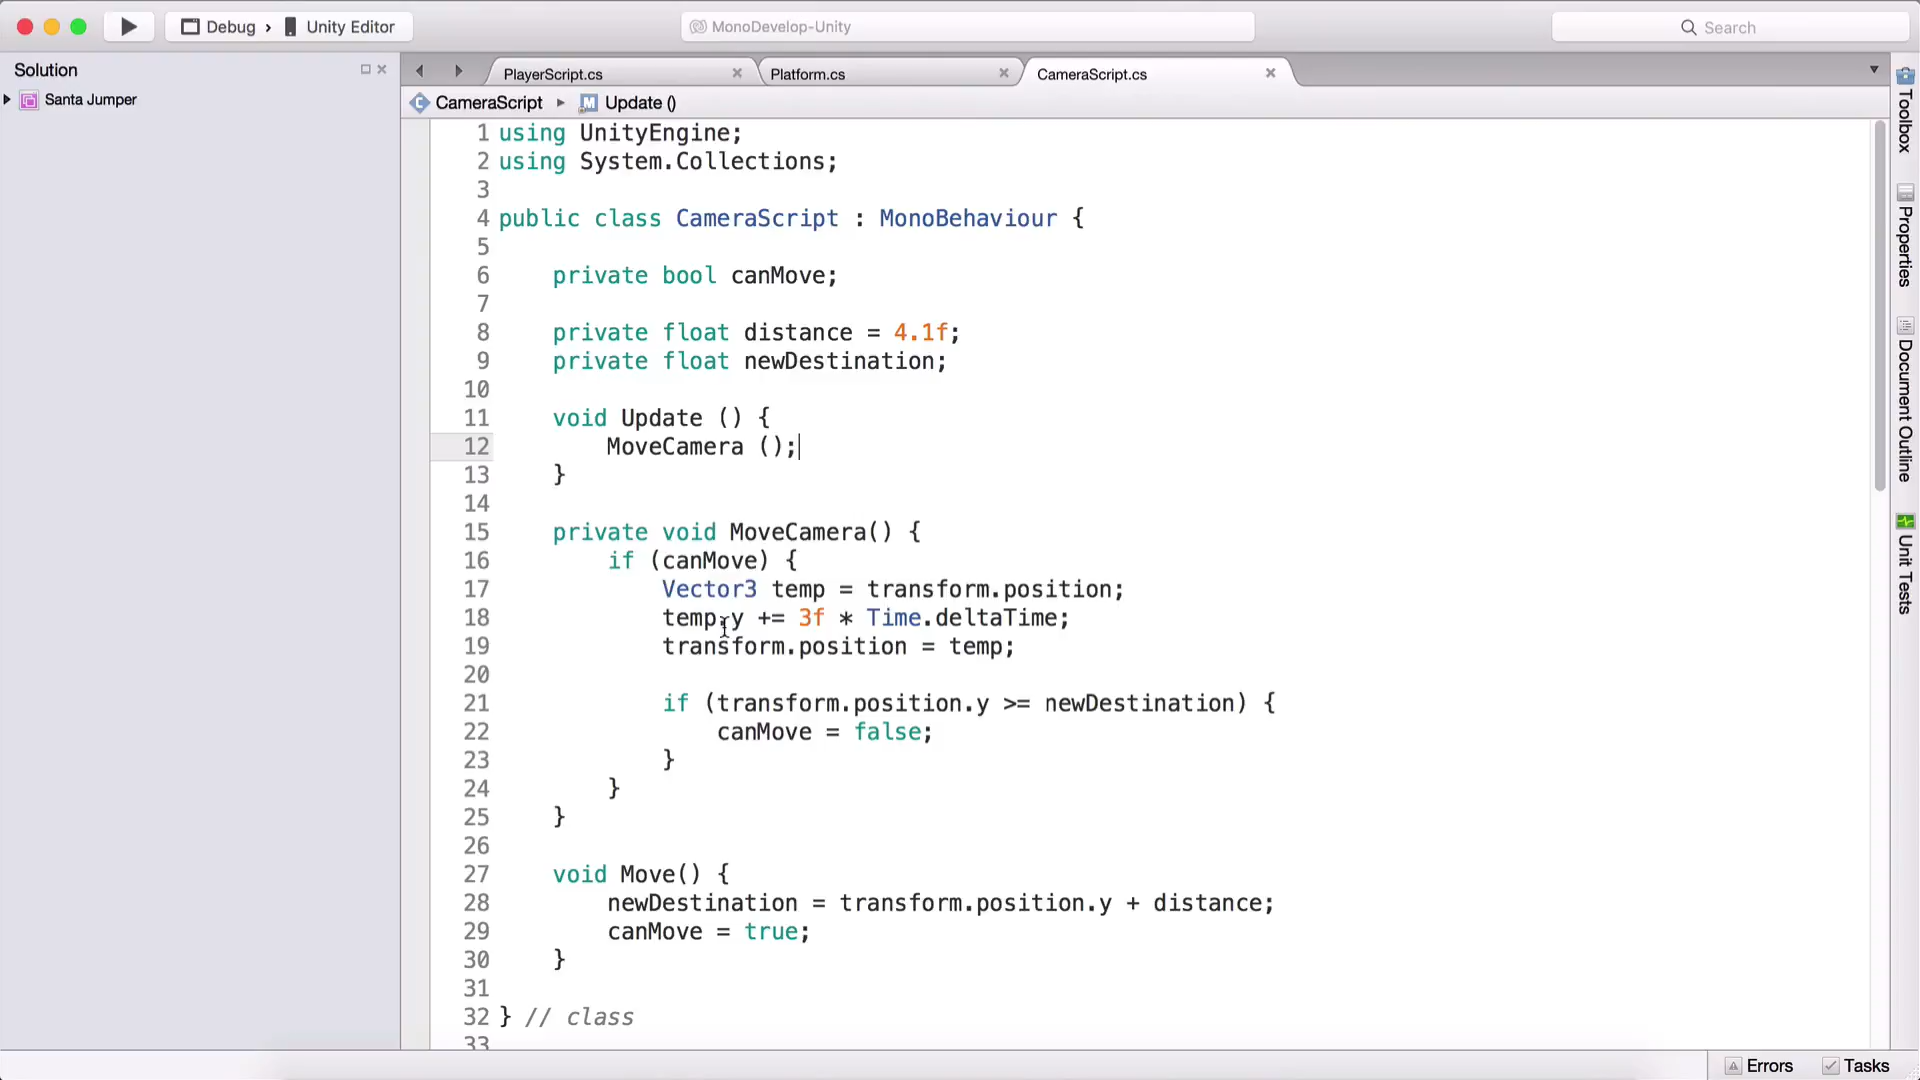 Debug › Unity Editor
MonoDevelop-Unity
Search
Solution
Santa Jumper
PlayerScript.cs
Platform.cs
CameraScript.cs
CameraScript
Update ()
1 using UnityEngine;
2 using System.Collections;
3
4 public class CameraScript : MonoBehaviour {
5
6 private bool canMove;
7
8 private float distance = 4.1f;
9 private float newDestination;
10
11 void Update () {
12 MoveCamera ();
13 }
14
15 private void MoveCamera() {
16 if (canMove) {
17 Vector3 temp = transform.position;
18 temp.y += 3f * Time.deltaTime;
19 transform.position = temp;
20
21 if (transform.position.y >= newDestination) {
22 canMove = false;
23 }
24 }
25 }
26
27 void Move() {
28 newDestination = transform.position.y + distance;
29 canMove = true;
30 }
31
32 } // class
33
Toolbox
Properties
Document Outline
Unit Tests
Errors
Tasks